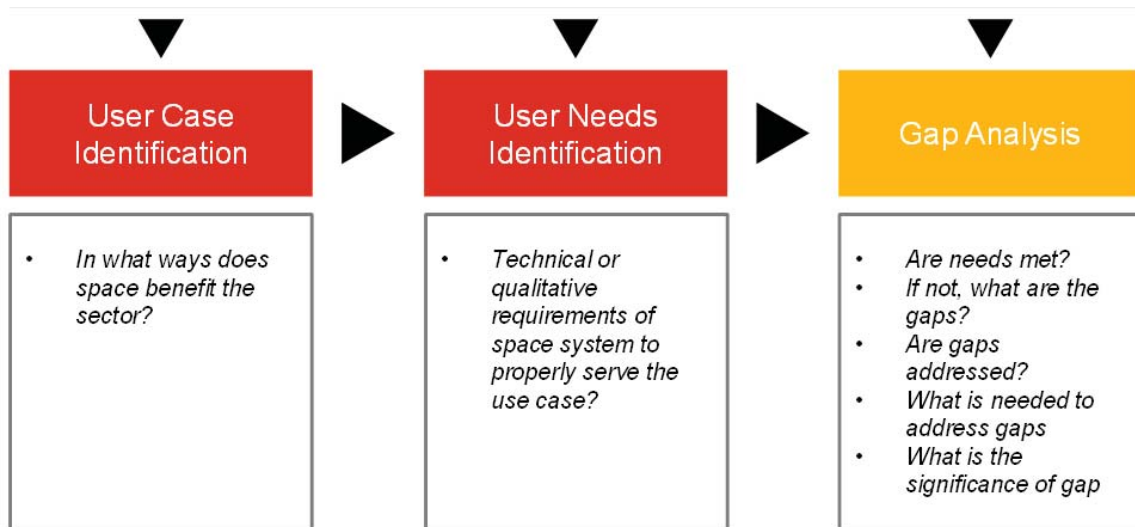 User Case
Identification
User Needs
Identification
Gap Analysis
• In what ways does
space benefit the
sector?
• Technical or
qualitative
requirements of
space system to
properly serve the
use case?
• Are needs met?
• If not, what are the
gaps?
• Are gaps
addressed?
• What is needed to
address gaps
• What is the
significance of gap